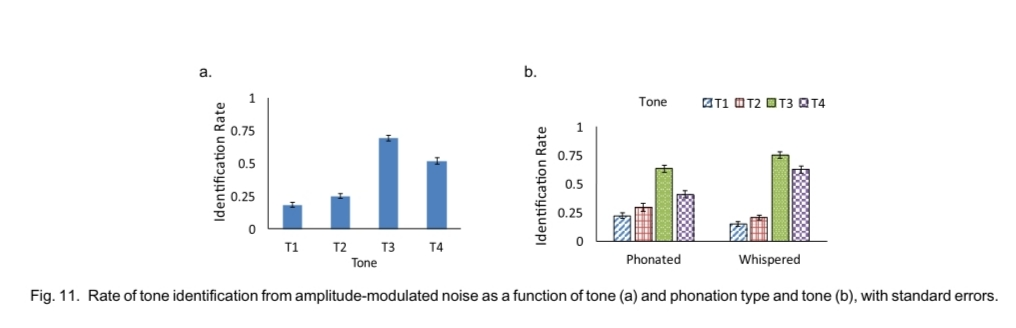 a.
Identification Rate
1
0.75
0.5
0.25
0
T1 T2 T3 T4
Tone
b.
Tone T1 T2 T3 T4
Identification Rate
1
0.75
0.5
0.25
0
Phonated Whispered
Fig. 11. Rate of tone identification from amplitude-modulated noise as a function of tone (a) and phonation type and tone (b), with standard errors.